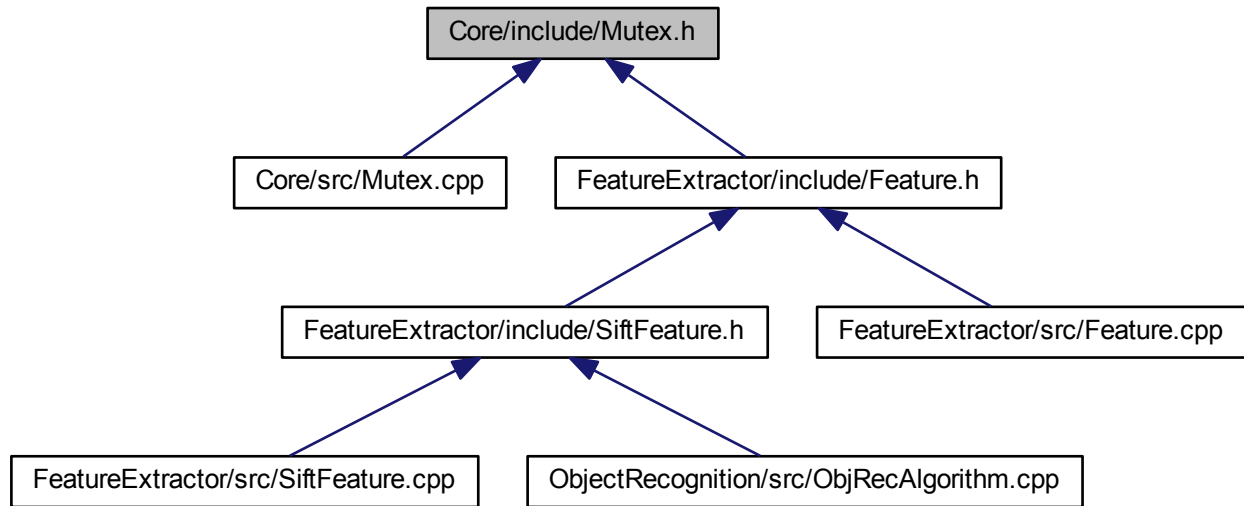 Core/include/Mutex.h
Core/src/Mutex.cpp
FeatureExtractor/include/Feature.h
FeatureExtractor/include/SiftFeature.h
FeatureExtractor/src/Feature.cpp
FeatureExtractor/src/SiftFeature.cpp
ObjectRecognition/src/ObjRecAlgorithm.cpp